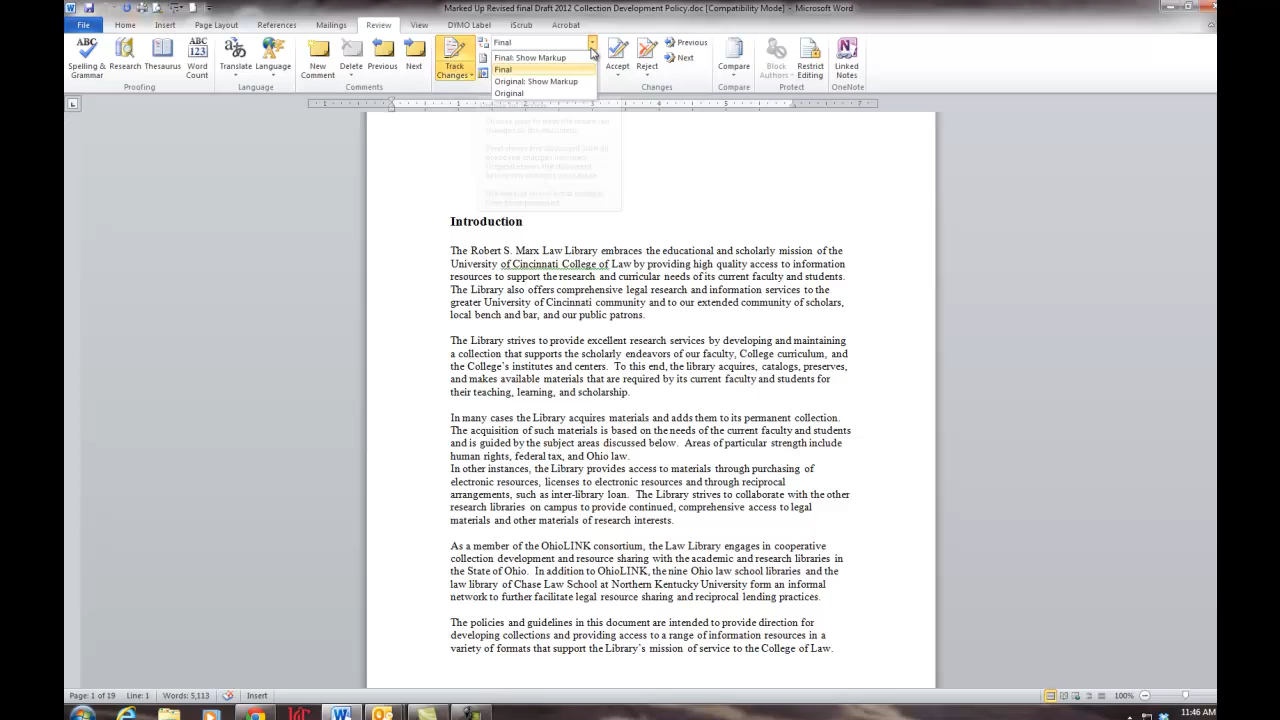 Marked Up Revised final Draft 2012 Collection Development Policy.doc [Compatibility Mode] - Microsoft Word
File Home Insert Page Layout References Mailings Review View DYMO Label iScrub Acrobat
Spelling & Grammar
Research
Thesaurus
Word Count
Translate
Language
New Comment
Delete
Previous
Next
Track Changes
Final
Final: Show Markup
Final
Original: Show Markup
Original
Accept
Reject
Previous
Next
Compare
Block Authors
Restrict Editing
Linked Notes
Proofing Language Comments Changes Compare Protect OneNote
Introduction
The Robert S. Marx Law Library embraces the educational and scholarly mission of the
University of Cincinnati College of Law by providing high quality access to information
resources to support the research and curricular needs of its current faculty and students.
The Library also offers comprehensive legal research and information services to the
greater University of Cincinnati community and to our extended community of scholars,
local bench and bar, and our public patrons.
The Library strives to provide excellent research services by developing and maintaining
a collection that supports the scholarly endeavors of our faculty, College curriculum, and
the College's institutes and centers. To this end, the library acquires, catalogs, preserves,
and makes available materials that are required by its current faculty and students for
their teaching, learning, and scholarship.
In many cases the Library acquires materials and adds them to its permanent collection.
The acquisition of such materials is based on the needs of the current faculty and students
and is guided by the subject areas discussed below. Areas of particular strength include
human rights, federal tax, and Ohio law.
In other instances, the Library provides access to materials through purchasing of
electronic resources, licenses to electronic resources and through reciprocal
arrangements, such as inter-library loan. The Library strives to collaborate with the other
research libraries on campus to provide continued, comprehensive access to legal
materials and other materials of research interests.
As a member of the OhioLINK consortium, the Law Library engages in cooperative
collection development and resource sharing with the academic and research libraries in
the State of Ohio. In addition to OhioLINK, the nine Ohio law school libraries and the
law library of Chase Law School at Northern Kentucky University form an informal
network to further facilitate legal resource sharing and reciprocal lending practices.
The policies and guidelines in this document are intended to provide direction for
developing collections and providing access to a range of information resources in a
variety of formats that support the Library's mission of service to the College of Law.
Page: 1 of 19 Line: 1 Words: 5,113 Insert 100%
11:46 AM